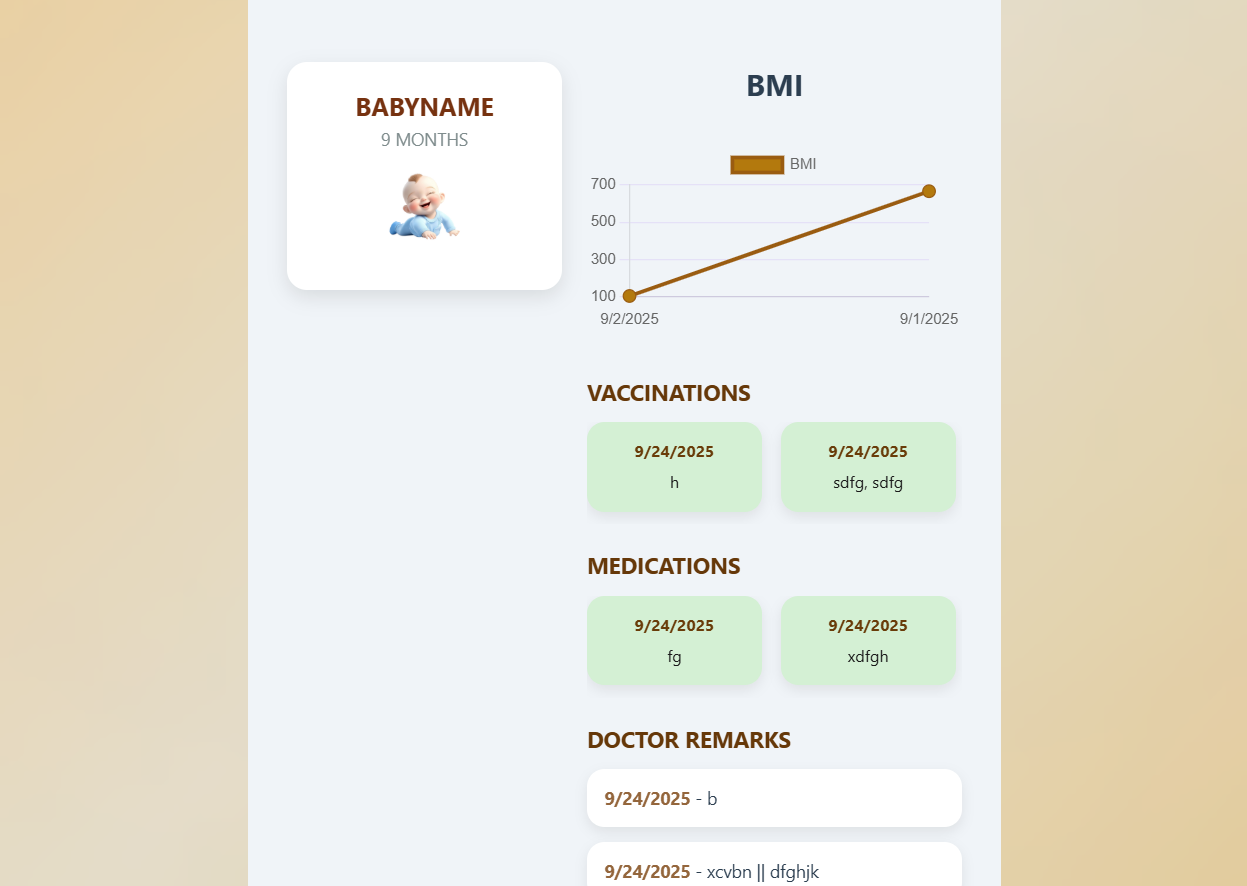 BABYNAME
9 MONTHS
BMI
BMI
700
500
300
100
9/2/2025 9/1/2025
VACCINATIONS
9/24/2025
h
9/24/2025
sdfg, sdfg
MEDICATIONS
9/24/2025
fg
9/24/2025
xdfgh
DOCTOR REMARKS
9/24/2025 - b
9/24/2025 - xcvbn || dfghjk